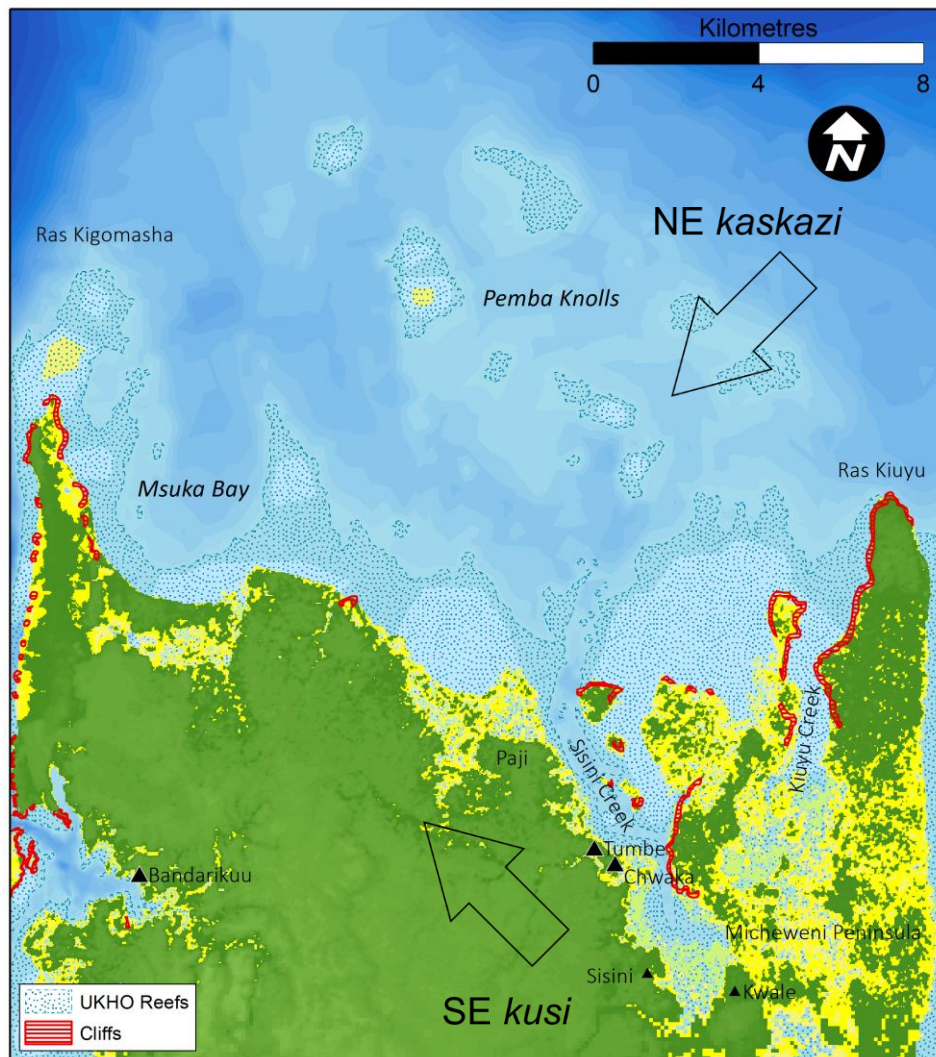 Kilometres
0 4 8
N
Ras Kigomasha
NE kaskazi
Pemba Knolls
Ras Kiuyu
Msuka Bay
Kiuyu Creek
Sisini Creek
Paji
Tumbe
Chwaka
Bandarikuu
Micheweni Peninsula
Sisini
Kwale
UKHO Reefs
Cliffs
SE kusi